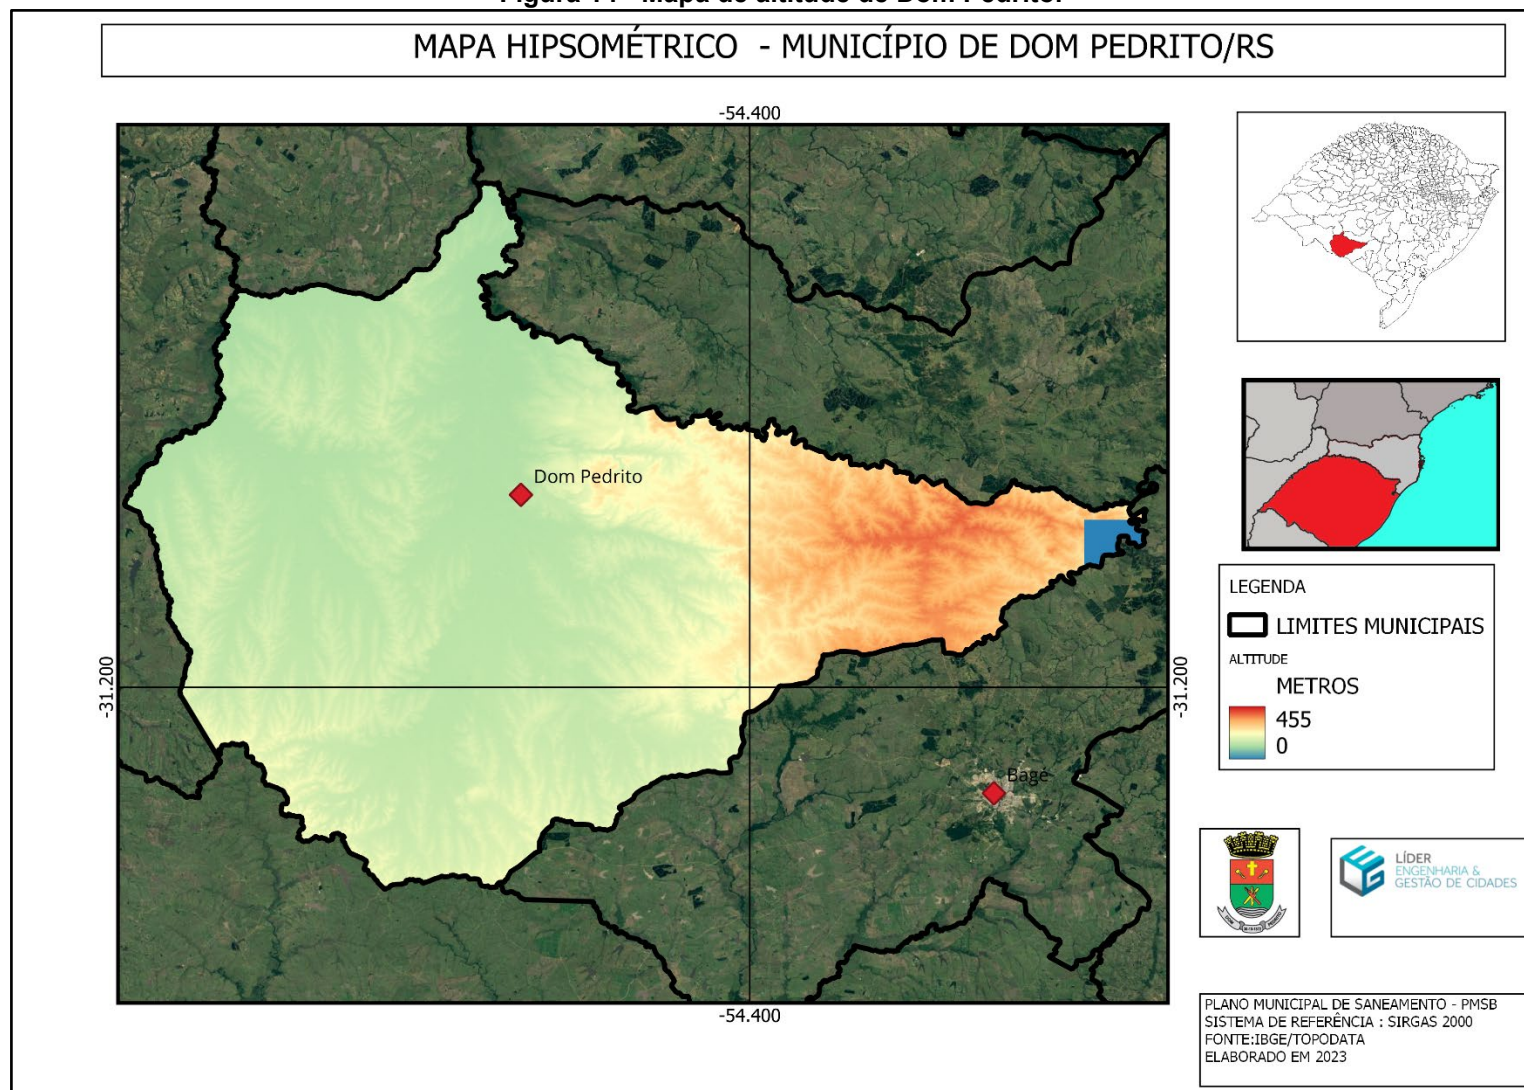 MAPA HIPSOMÉTRICO - MUNICÍPIO DE DOM PEDRITO/RS
-54.400
Dom Pedrito
-31.200
-31.200
Bagé
-54.400
LEGENDA
LIMITES MUNICIPAIS
ALTITUDE
METROS
455
0
LÍDER
ENGENHARIA &
GESTÃO DE CIDADES
PLANO MUNICIPAL DE SANEAMENTO - PMSB
SISTEMA DE REFERÊNCIA : SIRGAS 2000
FONTE:IBGE/TOPODATA
ELABORADO EM 2023